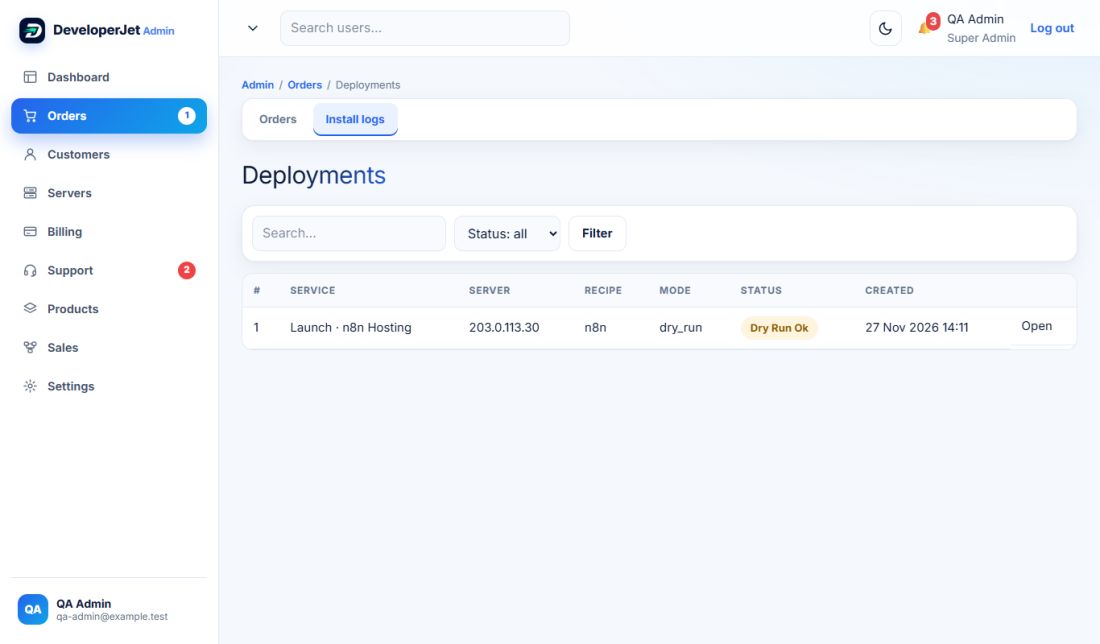 DeveloperJet Admin
Dashboard
Orders 1
Customers
Servers
Billing
Support 2
Products
Sales
Settings
QA
QA Admin
qa-admin@example.test
Search users...
3
QA Admin
Super Admin
Log out
Admin / Orders / Deployments
Orders Install logs
Deployments
Search... Status: all Filter
# SERVICE SERVER RECIPE MODE STATUS CREATED
1 Launch · n8n Hosting 203.0.113.30 n8n dry_run Dry Run Ok 27 Nov 2026 14:11 Open